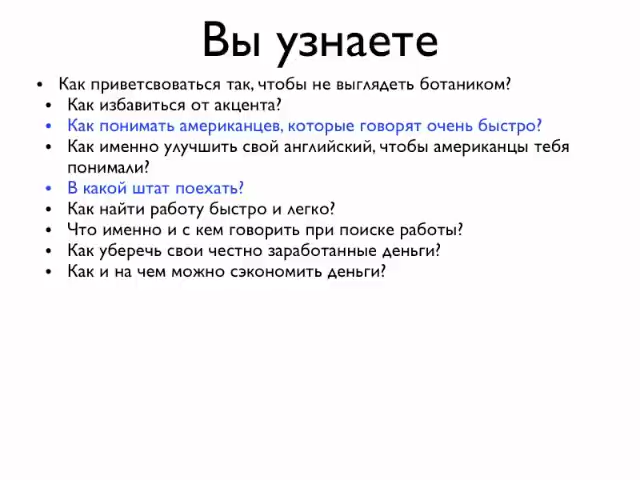 Вы узнаете
• Как приветсвоваться так, чтобы не выглядеть ботаником?
• Как избавиться от акцента?
• Как понимать американцев, которые говорят очень быстро?
• Как именно улучшить свой английский, чтобы американцы тебя
понимали?
• В какой штат поехать?
• Как найти работу быстро и легко?
• Что именно и с кем говорить при поиске работы?
• Как уберечь свои честно заработанные деньги?
• Как и на чем можно сэкономить деньги?